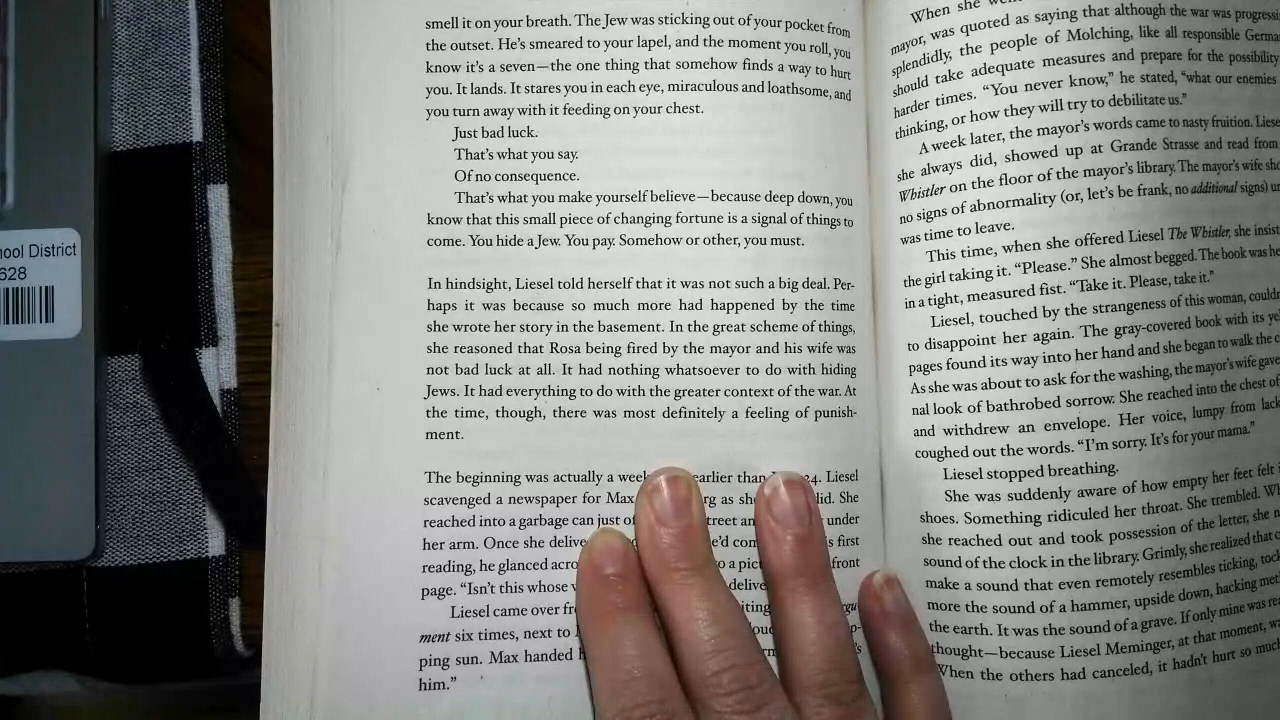 hool District
628
smell it on your breath. The Jew was sticking out of your pocket from
the outset. He's smeared to your lapel, and the moment you roll, you
know it's a seven—the one thing that somehow finds a way to hurt
you. It lands. It stares you in each eye, miraculous and loathsome, and
you turn away with it feeding on your chest.
Just bad luck.
That's what you say.
Of no consequence.
That's what you make yourself believe—because deep down, you
know that this small piece of changing fortune is a signal of things to
come. You hide a Jew. You pay. Somehow or other, you must.
In hindsight, Liesel told herself that it was not such a big deal. Per-
haps it was because so much more had happened by the time
she wrote her story in the basement. In the great scheme of things,
she reasoned that Rosa being fired by the mayor and his wife was
not bad luck at all. It had nothing whatsoever to do with hiding
Jews. It had everything to do with the greater context of the war. At
the time, though, there was most definitely a feeling of punish-
ment.
The beginning was actually a week earlier than 24. Liesel
scavenged a newspaper for Max as she did. She
reached into a garbage can just under
her arm. Once she first
reading, he glanced front
page. "Isn't this whose
Liesel came over
ment six times, next to
ping sun. Max handed
him."
When she
mayor, was quoted as saying that although the war was
splendidly, the people of Molching, like all responsible
should take adequate measures and prepare for the possibility
harder times. "You never know," he stated, "what our enemies
thinking, or how they will try to debilitate us."
A week later, the mayor's words came to nasty fruition.
she always did, showed up at Grande Strasse and read from
Whistler on the floor of the mayor's library. The mayor's wife
no signs of abnormality (or, let's be frank, no additional signs)
was time to leave.
This time, when she offered Liesel The Whistler, she
the girl taking it. "Please." She almost begged. The book was
in a tight, measured fist. "Take it. Please, take it."
Liesel, touched by the strangeness of this woman,
to disappoint her again. The gray-covered book with its
pages found its way into her hand and she began to walk the
As she was about to ask for the washing, the mayor's wife gave
nal look of bathrobed sorrow. She reached into the chest of
and withdrew an envelope. Her voice, lumpy from
coughed out the words. "I'm sorry. It's for your mama."
Liesel stopped breathing.
She was suddenly aware of how empty her feet felt
shoes. Something ridiculed her throat. She trembled.
she reached out and took possession of the letter, she
sound of the clock in the library. Grimly, she realized that
make a sound that even remotely resembles ticking,
more the sound of a hammer, upside down, hacking
the earth. It was the sound of a grave. If only mine was
thought—because Liesel Meminger, at that moment,
When the others had canceled, it hadn't hurt so much